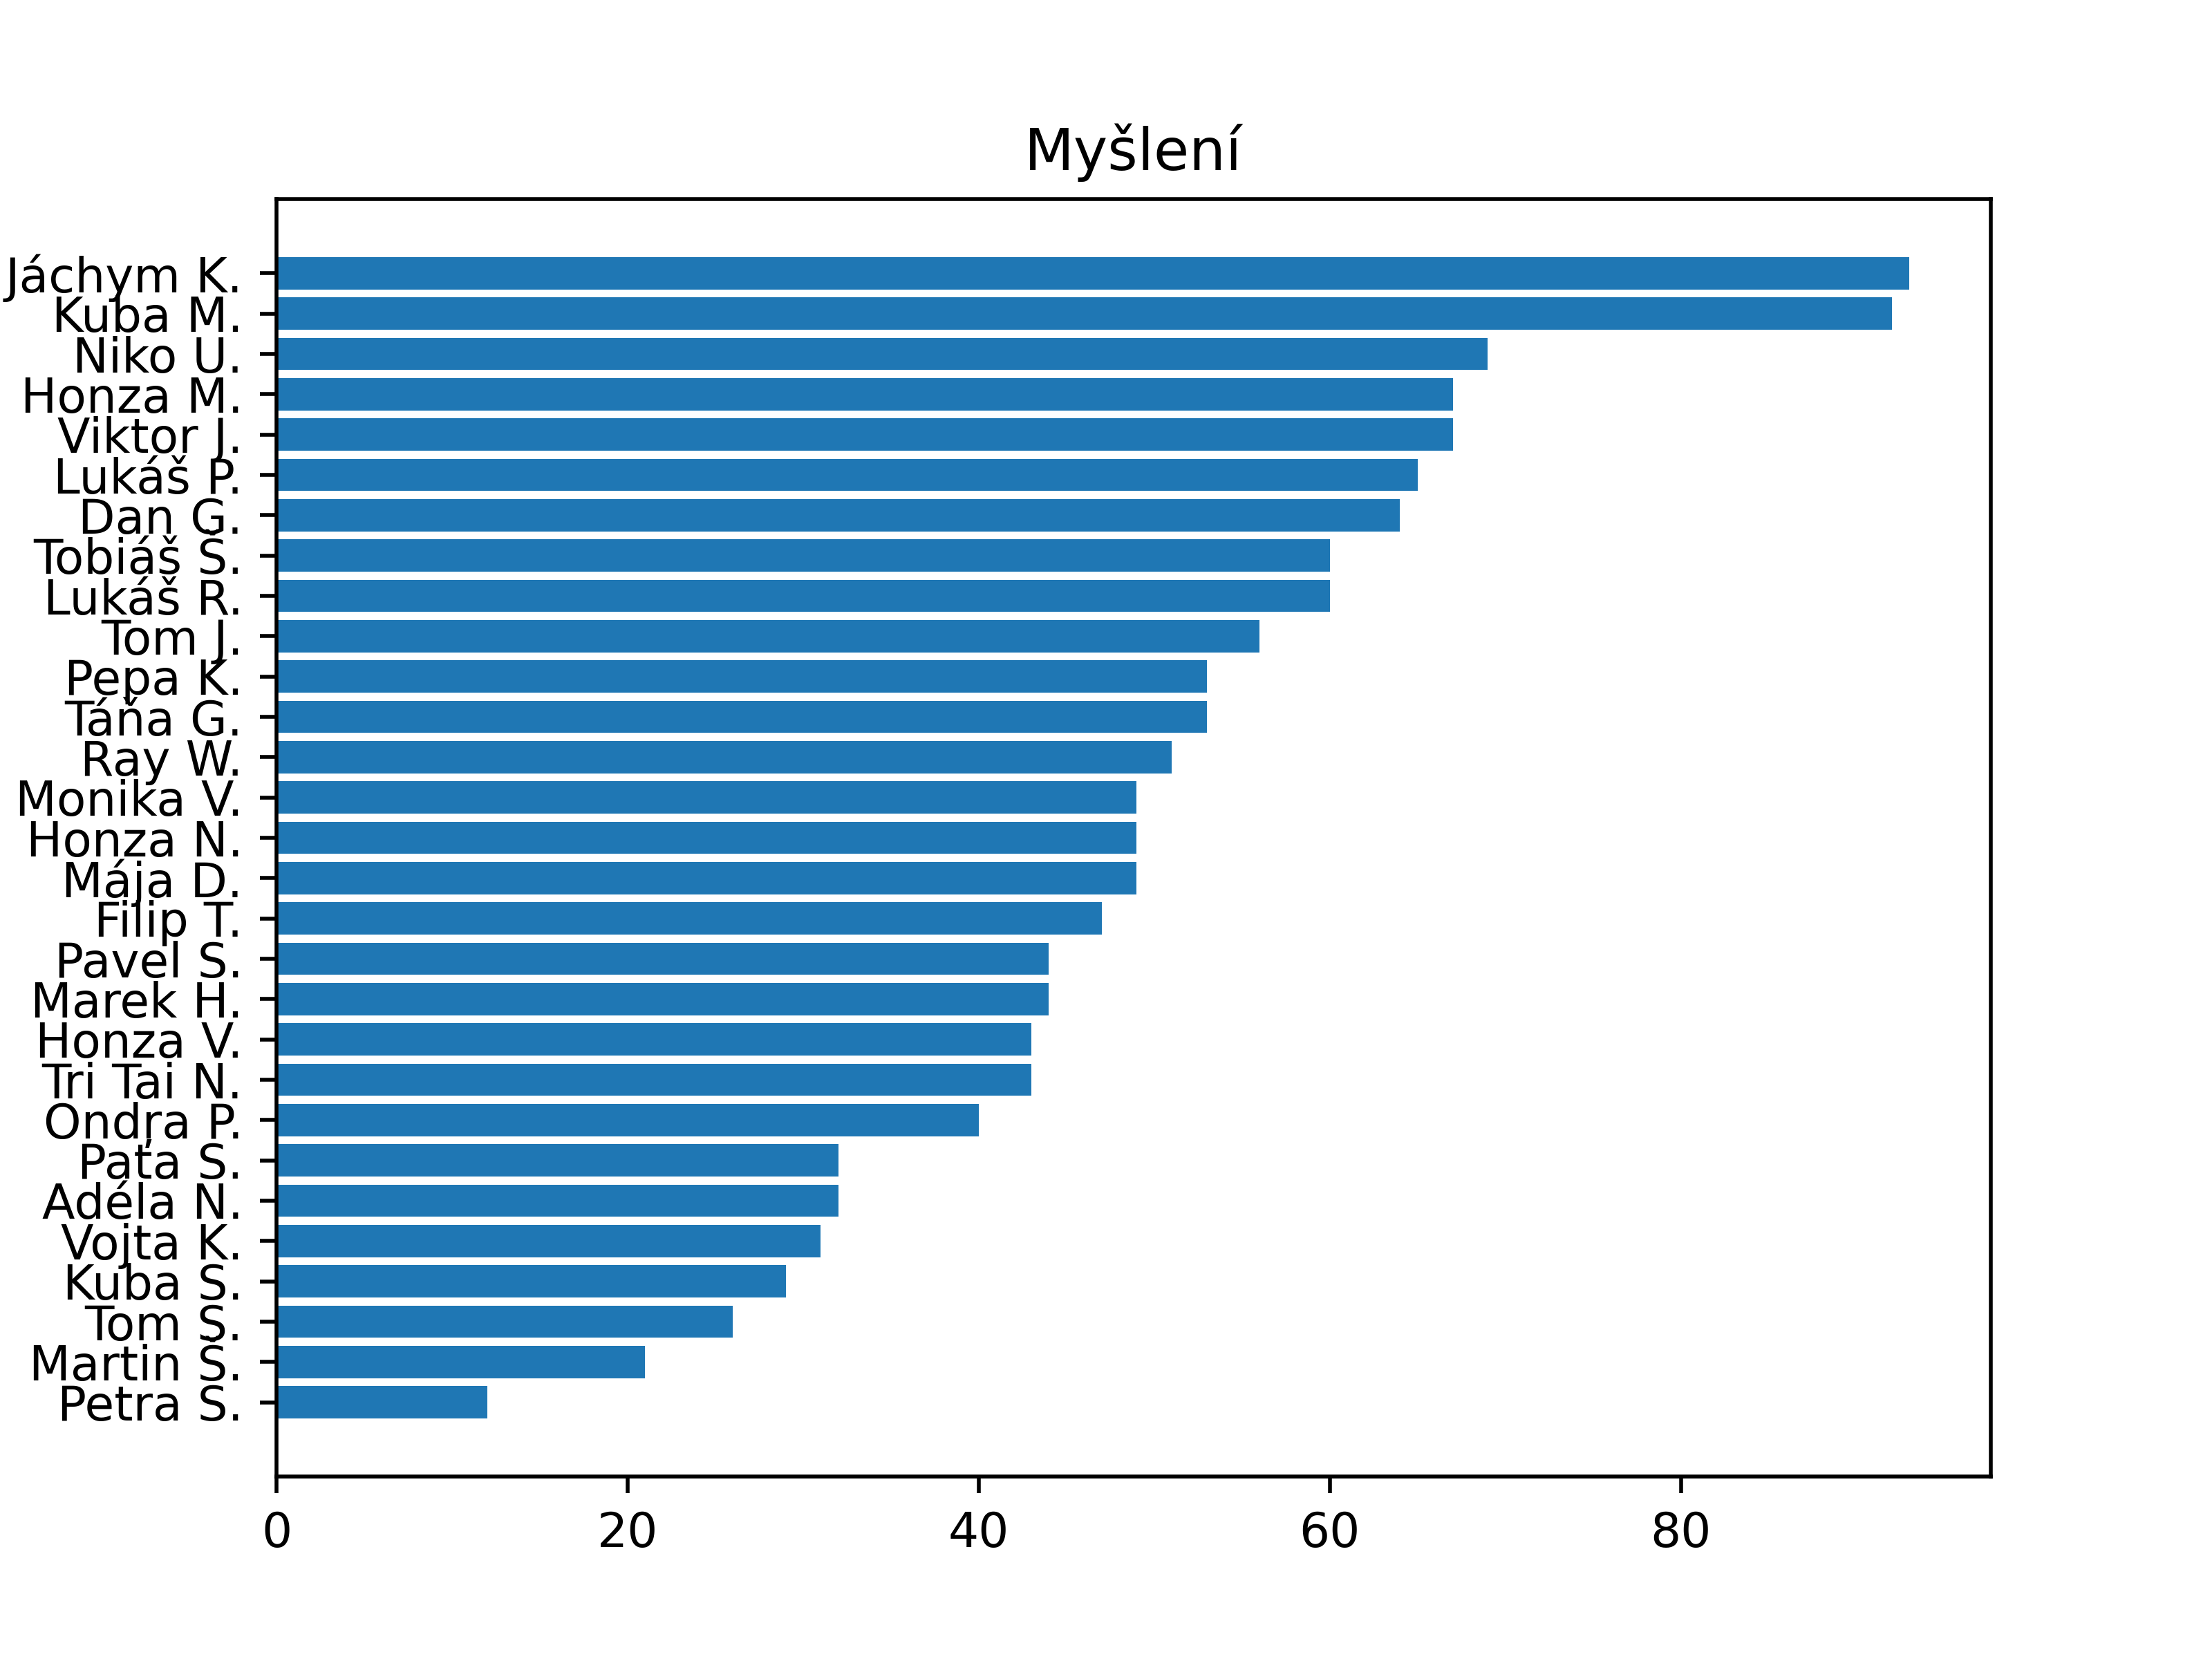 Myšlení
Jáchym K.
Kuba M.
Niko U.
Honza M.
Viktor J.
Lukáš P.
Dan G.
Tobiáš Š.
Lukáš R.
Tom J.
Pepa K.
Táňa G.
Ray W.
Monika V.
Honza N.
Mája D.
Filip T.
Pavel S.
Marek H.
Honza V.
Tri Tai N.
Ondra P.
Paťa S.
Adéla N.
Vojta K.
Kuba S.
Tom S.
Martin Š.
Petra S.
0 20 40 60 80